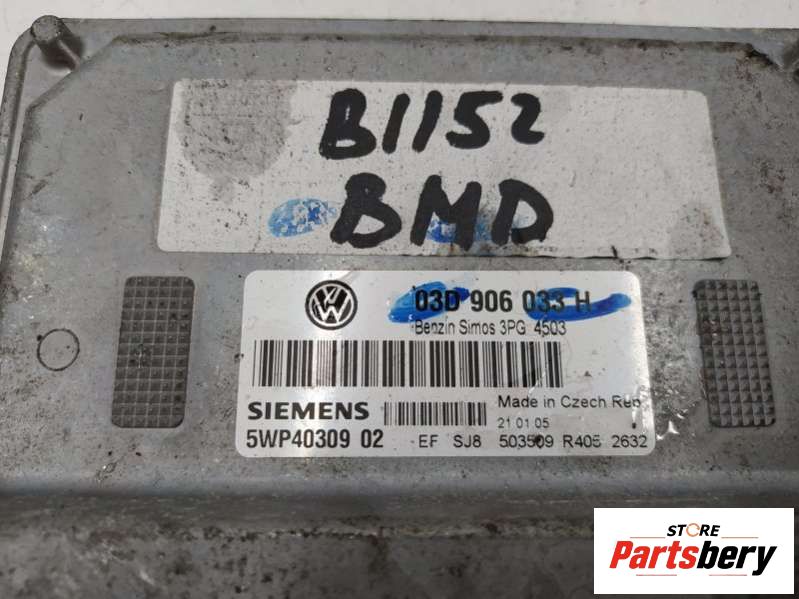 B1152
BMD
03D 906 033 H
Benzin Simos 3PG 4503
SIEMENS
Made in Czech Rep
21 01 05
5WP40309 02
EF SJ8 503509 R405 2632
STORE
Partsbery